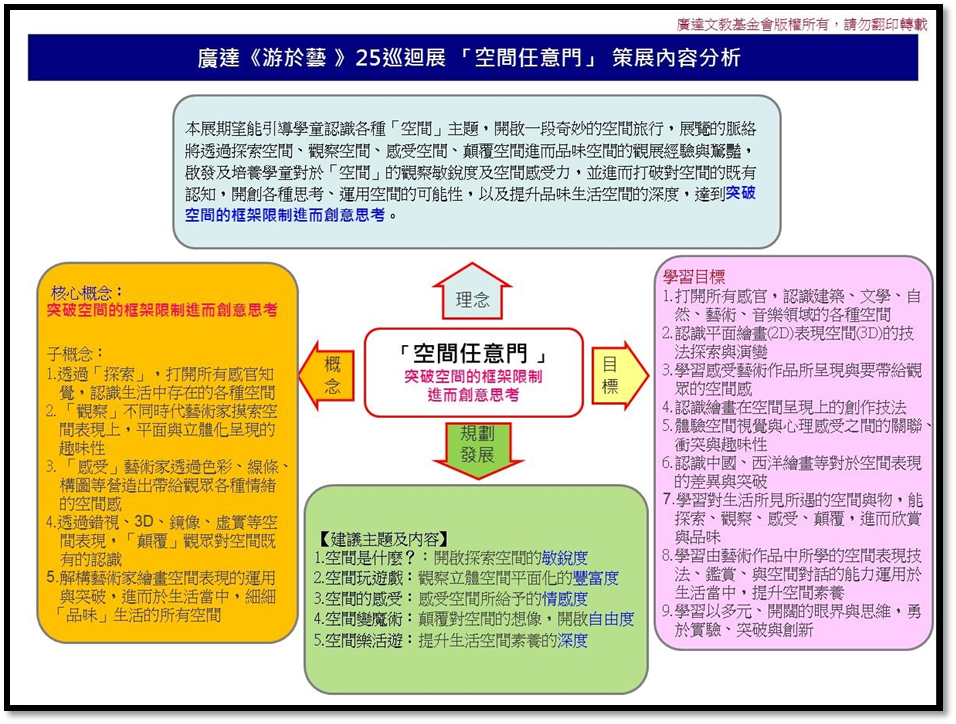 廣達文教基金會版權所有，請勿翻印轉載
廣達《游於藝 》25巡迴展 「空間任意門」 策展內容分析
本展期望能引導學童認識各種「空間」主題，開啟一段奇妙的空間旅行，展覽的脈絡
將透過探索空間、觀察空間、感受空間、顛覆空間進而品味空間的觀展經驗與驚豔，
啟發及培養學童對於「空間」的觀察敏銳度及空間感受力，並進而打破對空間的既有
認知，開創各種思考、運用空間的可能性，以及提升品味生活空間的深度，達到突破
空間的框架限制進而創意思考。
理念
核心概念：
突破空間的框架限制進而創意思考
子概念：
1.透過「探索」，打開所有感官知
覺，認識生活中存在的各種空間
2.「觀察」不同時代藝術家摸索空
間表現上，平面與立體化呈現的
趣味性
3.「感受」藝術家透過色彩、線條、
構圖等營造出帶給觀眾各種情緒
的空間感
4.透過錯視、3D、鏡像、虛實等空
間表現，「顛覆」觀眾對空間既
有的認識
5.解構藝術家繪畫空間表現的運用
與突破，進而於生活當中，細細
「品味」生活的所有空間
概
念
「空間任意門 」
突破空間的框架限制
進而創意思考
目
標
規劃
發展
【建議主題及內容】
1.空間是什麼？：開啟探索空間的敏銳度
2.空間玩遊戲：觀察立體空間平面化的豐富度
3.空間的感受：感受空間所給予的情感度
4.空間變魔術：顛覆對空間的想像，開啟自由度
5.空間樂活遊：提升生活空間素養的深度
學習目標
1.打開所有感官，認識建築、文學、自
然、藝術、音樂領域的各種空間
2.認識平面繪畫(2D)表現空間(3D)的技
法探索與演變
3.學習感受藝術作品所呈現與要帶給觀
眾的空間感
4.認識繪畫在空間呈現上的創作技法
5.體驗空間視覺與心理感受之間的關聯、
衝突與趣味性
6.認識中國、西洋繪畫等對於空間表現
的差異與突破
7.學習對生活所見所遇的空間與物，能
探索、觀察、感受、顛覆，進而欣賞
與品味
8.學習由藝術作品中所學的空間表現技
法、鑑賞、與空間對話的能力運用於
生活當中，提升空間素養
9.學習以多元、開闊的眼界與思維，勇
於實驗、突破與創新